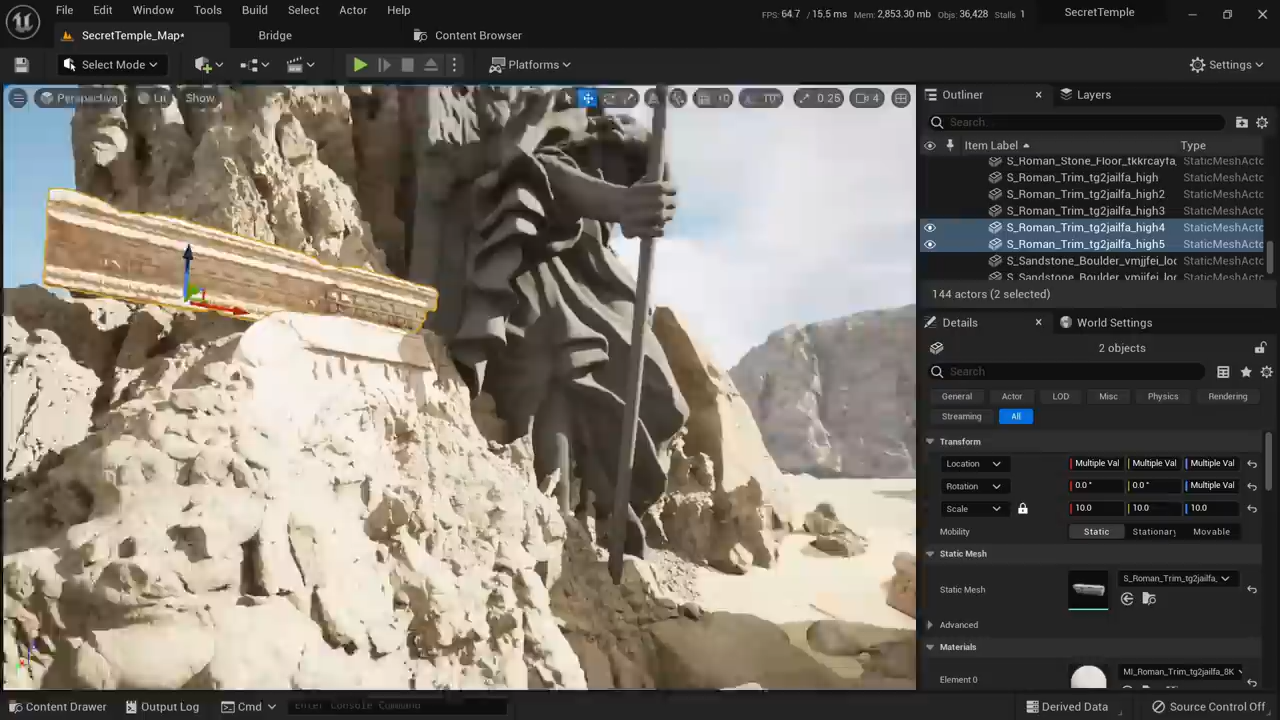 File Edit Window Tools Build Select Actor Help
FPS: 64.7 / 15.5 ms Mem: 2,853.30 mb Objs: 36,428 Stalls 1 SecretTemple
SecretTemple_Map* Bridge Content Browser
Select Mode Platforms Settings
Perspective Show 10 0.25 4
Outliner Layers
Search...
Item Label Type
S_Roman_Stone_Floor_tkkrcayfa, StaticMeshActo
S_Roman_Trim_tg2jailfa_high StaticMeshActo
S_Roman_Trim_tg2jailfa_high2 StaticMeshActo
S_Roman_Trim_tg2jailfa_high3 StaticMeshActo
S_Roman_Trim_tg2jailfa_high4 StaticMeshActo
S_Roman_Trim_tg2jailfa_high5 StaticMeshActo
S_Sandstone_Boulder_vmjjfei_loc StaticMeshActo
S_Sandstone_Boulder_vmjjfei_loc StaticMeshActo
144 actors (2 selected)
Details World Settings
2 objects
Search
General Actor LOD Misc Physics Rendering
Streaming All
Transform
Location Multiple Val Multiple Val Multiple Val
Rotation 0.0 ° 0.0 ° Multiple Val
Scale 10.0 10.0 10.0
Mobility Static Stationary Movable
Static Mesh
Static Mesh S_Roman_Trim_tg2jailfa_
Advanced
Materials
Element 0 MI_Roman_Trim_tg2jailfa_8K
Content Drawer Output Log Cmd Enter Console Command Derived Data Source Control Off